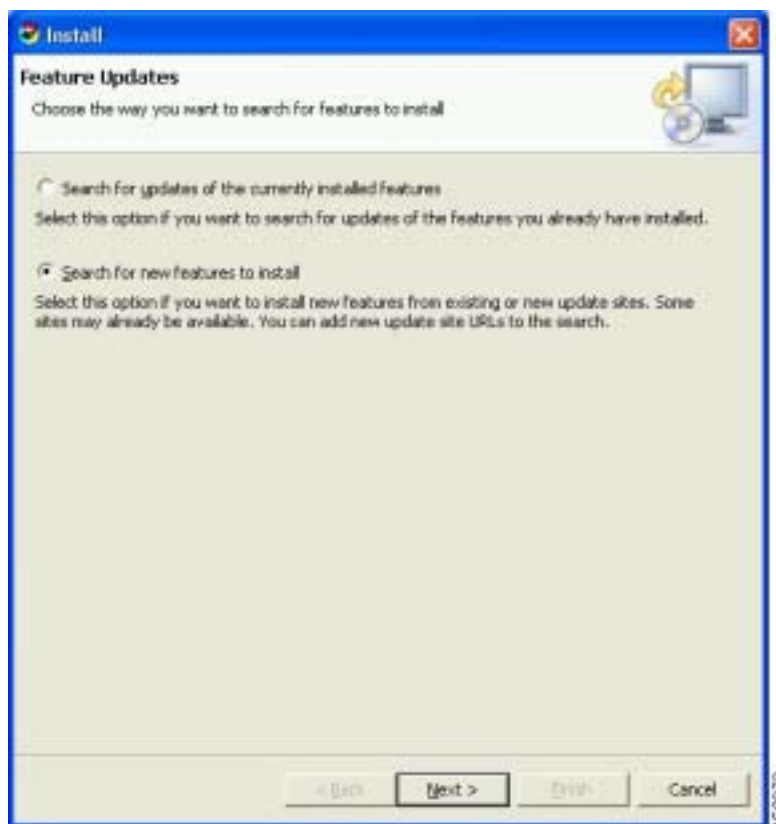 Install
Feature Updates
Choose the way you want to search for features to install
Search for updates of the currently installed features
Select this option if you want to search for updates of the features you already have installed.
Search for new features to install
Select this option if you want to install new features from existing or new update sites. Some
sites may already be available. You can add new update site URLs to the search.
< Back
Next >
Finish
Cancel